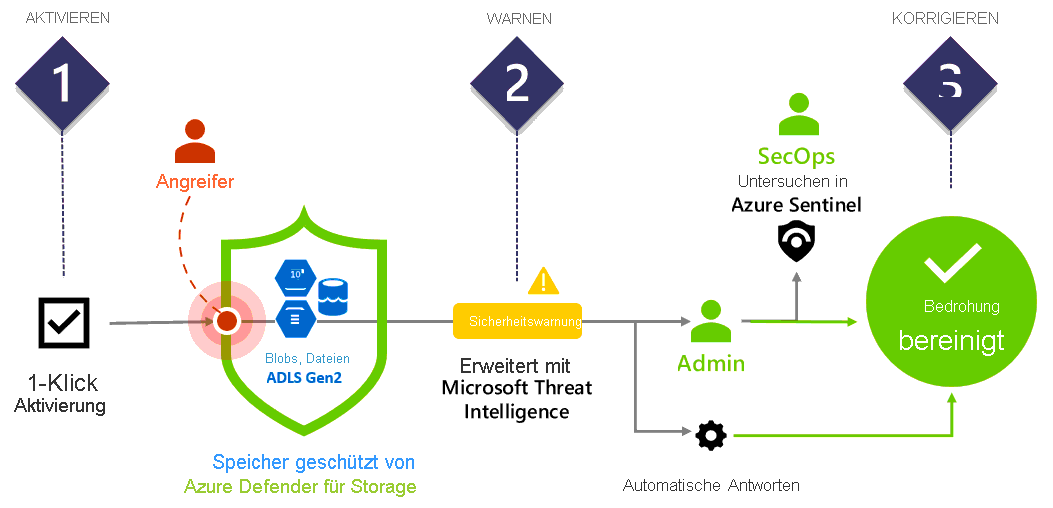 AKTIVIEREN
WARNEN
KORRIGIEREN
1
2
3
Angreifer
SecOps
Untersuchen in
Azure Sentinel
10
Blobs, Dateien
ADLS Gen2
Sicherheitswarnung
Bedrohung
bereinigt
1-Klick
Aktivierung
Erweitert mit
Microsoft Threat
Intelligence
Admin
Speicher geschützt von
Azure Defender für Storage
Automatische Antworten